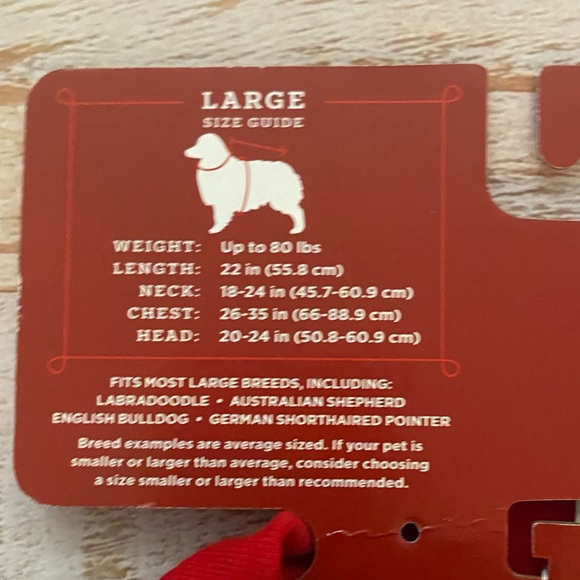 LARGE
SIZE GUIDE
WEIGHT: Up to 80 lbs
LENGTH: 22 in (55.8 cm)
NECK: 18-24 in (45.7-60.9 cm)
CHEST: 26-35 in (66-88.9 cm)
HEAD: 20-24 in (50.8-60.9 cm)
FITS MOST LARGE BREEDS, INCLUDING:
LABRADOODLE • AUSTRALIAN SHEPHERD
ENGLISH BULLDOG • GERMAN SHORTHAIRED POINTER
Breed examples are average sized. If your pet is
smaller or larger than average, consider choosing
a size smaller or larger than recommended.